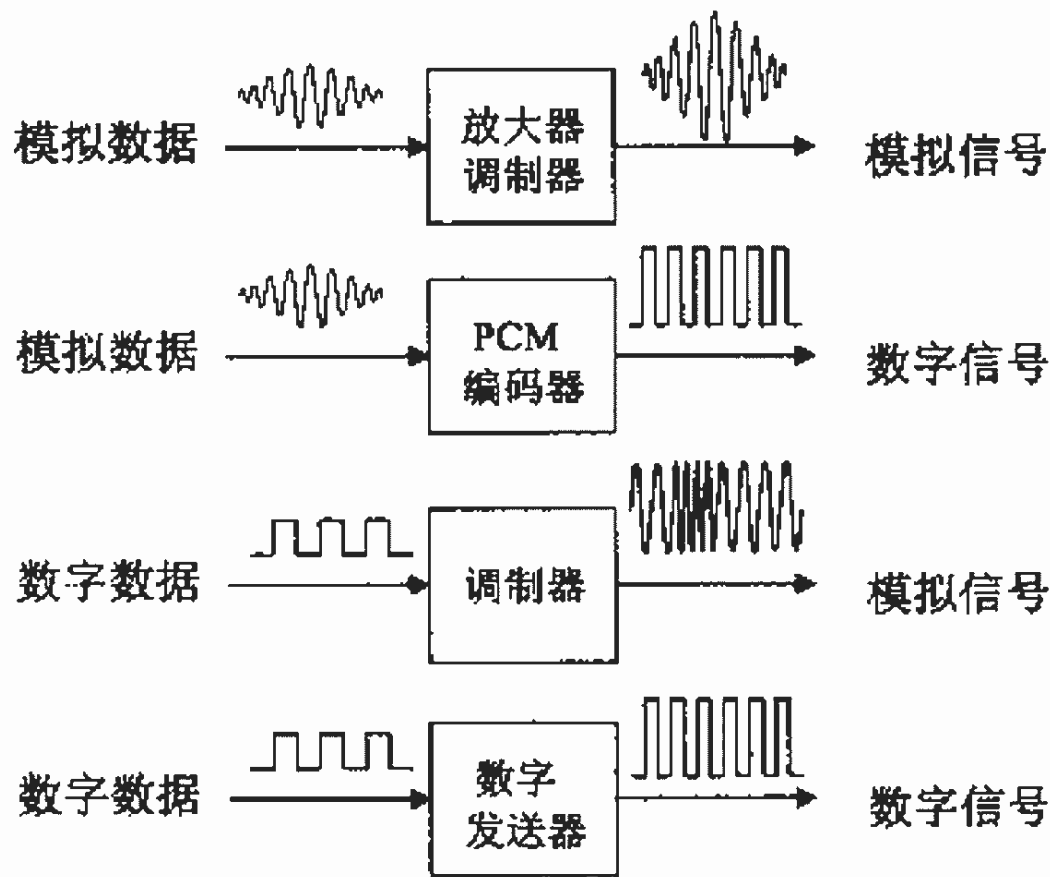 模拟数据
放大器
调制器
模拟信号
模拟数据
PCM
编码器
数字信号
数字数据
调制器
模拟信号
数字数据
数字
发送器
数字信号